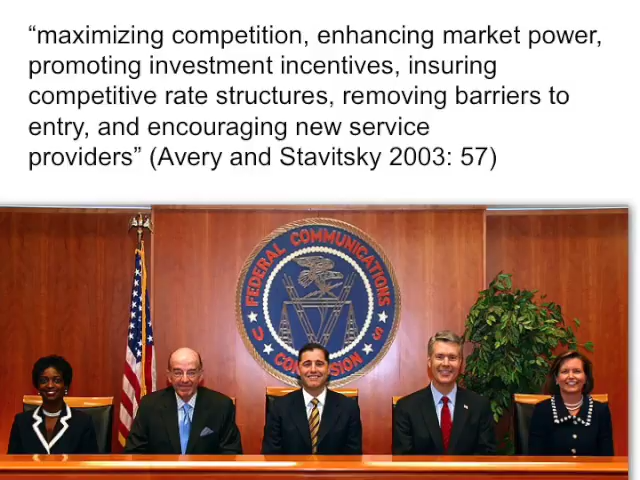 “maximizing competition, enhancing market power,
promoting investment incentives, insuring
competitive rate structures, removing barriers to
entry, and encouraging new service
providers” (Avery and Stavitsky 2003: 57)
FEDERAL COMMUNICATIONS
COMMISSION
U S